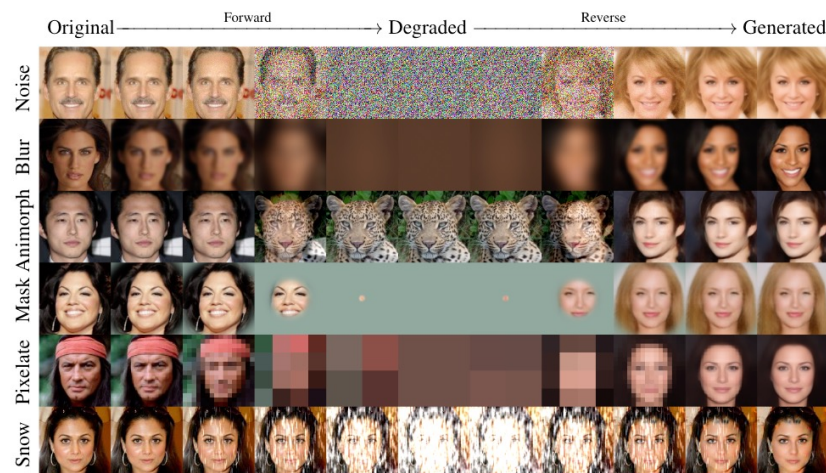 Original Forward Degraded Reverse Generated
Noise
Blur
Animorph
Mask
Pixelate
Snow